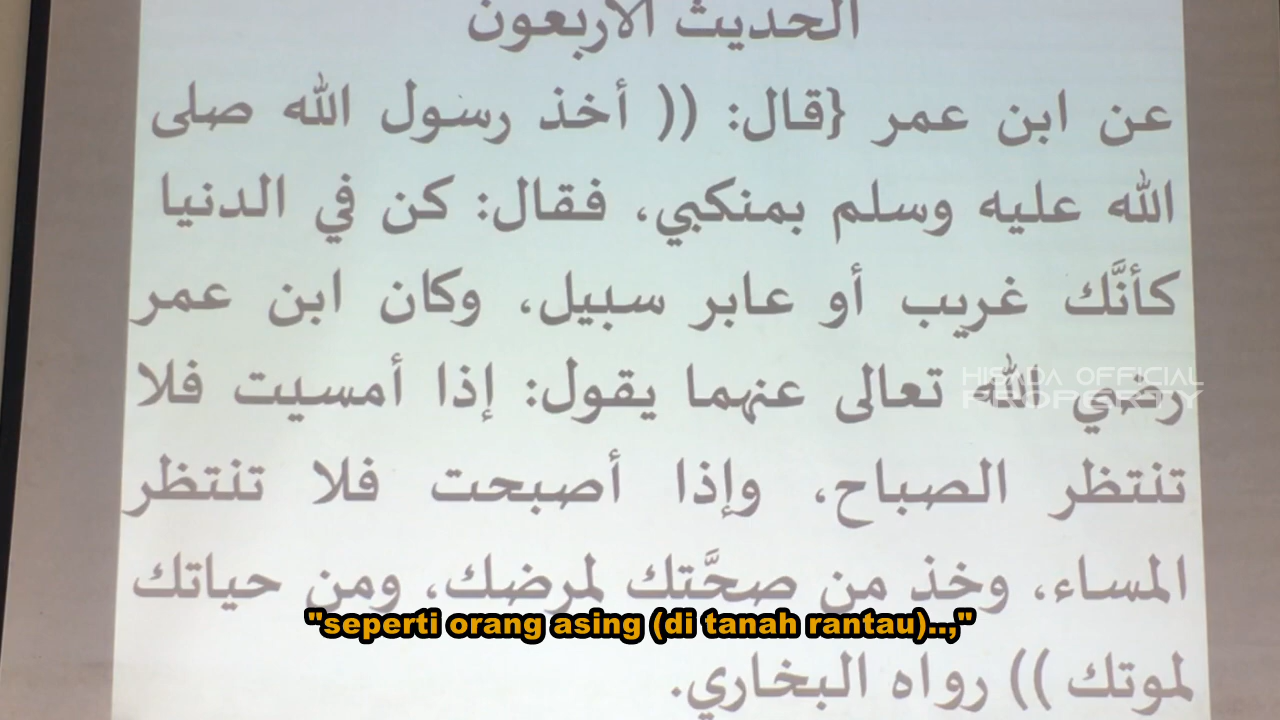 الحديث الأربعون
عن ابن عمر {قال: (( أخذ رسول الله صلى
الله عليه وسلم بمنكبي، فقال: كن في الدنيا
كأنَّك غريب أو عابر سبيل، وكان ابن عمر
رضي الله تعالى عنهما يقول: إذا أمسيت فلا
HISADA OFFICIAL
PROPERTY
تنتظر الصباح، وإذا أصبحت فلا تنتظر
المساء، وخذ من صحَّتك لمرضك، ومن حياتك
"seperti orang asing (di tanah rantau)..,"
لموتك )) رواه البخاري.